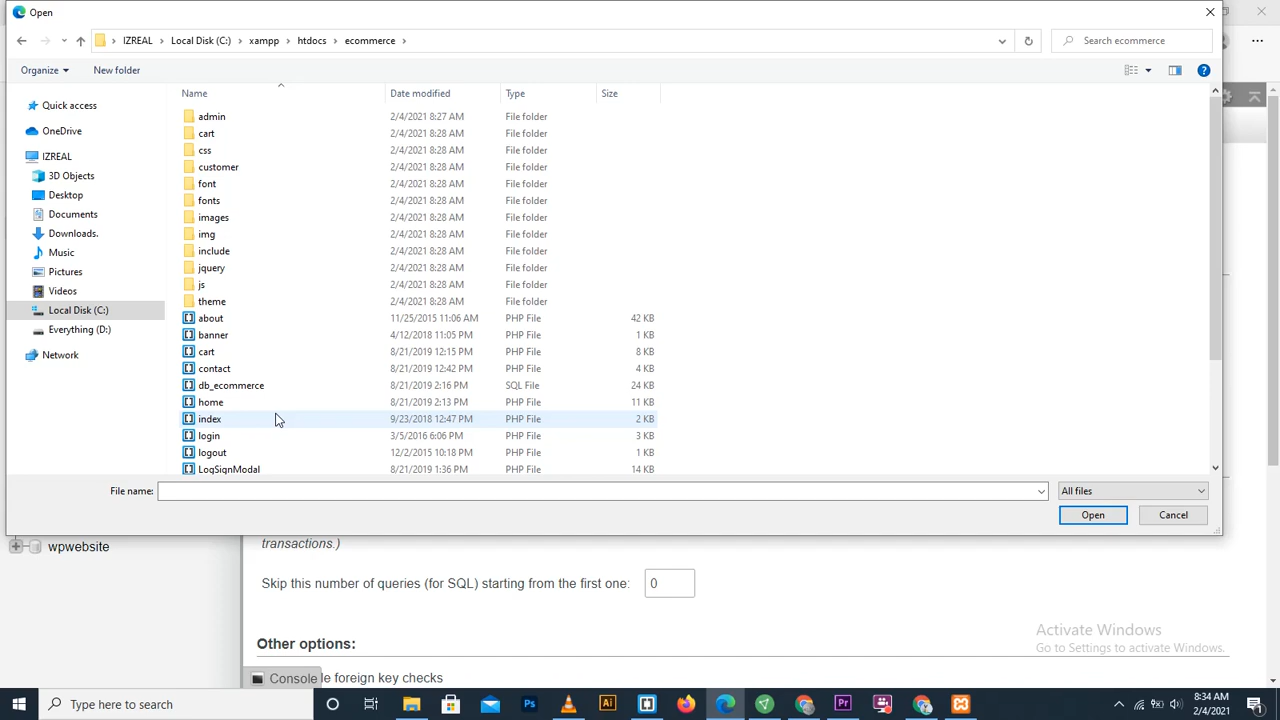 Open
IZREAL > Local Disk (C:) > xampp > htdocs > ecommerce >
Search ecommerce
Organize
New folder
Name Date modified Type Size
Quick access
OneDrive
IZREAL
3D Objects
Desktop
Documents
Downloads.
Music
Pictures
Videos
Local Disk (C:)
Everything (D:)
Network
admin 2/4/2021 8:27 AM File folder
cart 2/4/2021 8:28 AM File folder
css 2/4/2021 8:28 AM File folder
customer 2/4/2021 8:28 AM File folder
font 2/4/2021 8:28 AM File folder
fonts 2/4/2021 8:28 AM File folder
images 2/4/2021 8:28 AM File folder
img 2/4/2021 8:28 AM File folder
include 2/4/2021 8:28 AM File folder
jquery 2/4/2021 8:28 AM File folder
js 2/4/2021 8:28 AM File folder
theme 2/4/2021 8:28 AM File folder
about 11/25/2015 11:06 AM PHP File 42 KB
banner 4/12/2018 11:05 PM PHP File 1 KB
cart 8/21/2019 12:15 PM PHP File 8 KB
contact 8/21/2019 12:42 PM PHP File 4 KB
db_ecommerce 8/21/2019 2:16 PM SQL File 24 KB
home 8/21/2019 2:13 PM PHP File 11 KB
index 9/23/2018 12:47 PM PHP File 2 KB
login 3/5/2016 6:06 PM PHP File 3 KB
logout 12/2/2015 10:18 PM PHP File 1 KB
LogSignModal 8/21/2019 1:36 PM PHP File 14 KB
File name:
All files
Open
Cancel
wpwebsite
transactions.)
Skip this number of queries (for SQL) starting from the first one: 0
Other options:
Console
le foreign key checks
Activate Windows
Go to Settings to activate Windows.
Type here to search
8:34 AM
2/4/2021